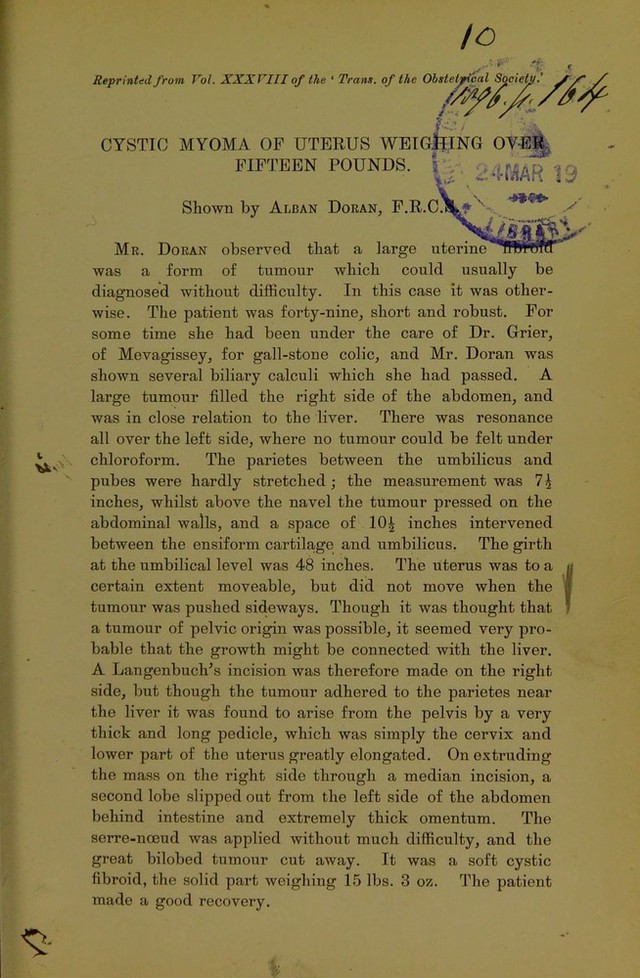 10
Reprinted from Vol. XXXVIII of the ‘Trans. of the Obstetrical Society.’
164
CYSTIC MYOMA OF UTERUS WEIGHING OVER
FIFTEEN POUNDS.
24 MAR 19
Shown by ALBAN DORAN, F.R.C.S.
LIBRARY
MR. DORAN observed that a large uterine fibroid
was a form of tumour which could usually be
diagnosed without difficulty. In this case it was other-
wise. The patient was forty-nine, short and robust. For
some time she had been under the care of Dr. Grier,
of Mevagissey, for gall-stone colic, and Mr. Doran was
shown several biliary calculi which she had passed. A
large tumour filled the right side of the abdomen, and
was in close relation to the liver. There was resonance
all over the left side, where no tumour could be felt under
chloroform. The parietes between the umbilicus and
pubes were hardly stretched ; the measurement was 7½
inches, whilst above the navel the tumour pressed on the
abdominal walls, and a space of 10½ inches intervened
between the ensiform cartilage and umbilicus. The girth
at the umbilical level was 48 inches. The uterus was to a
certain extent moveable, but did not move when the
tumour was pushed sideways. Though it was thought that
a tumour of pelvic origin was possible, it seemed very pro-
bable that the growth might be connected with the liver.
A Langenbuch's incision was therefore made on the right
side, but though the tumour adhered to the parietes near
the liver it was found to arise from the pelvis by a very
thick and long pedicle, which was simply the cervix and
lower part of the uterus greatly elongated. On extruding
the mass on the right side through a median incision, a
second lobe slipped out from the left side of the abdomen
behind intestine and extremely thick omentum. The
serre-nœud was applied without much difficulty, and the
great bilobed tumour cut away. It was a soft cystic
fibroid, the solid part weighing 15 lbs. 3 oz. The patient
made a good recovery.